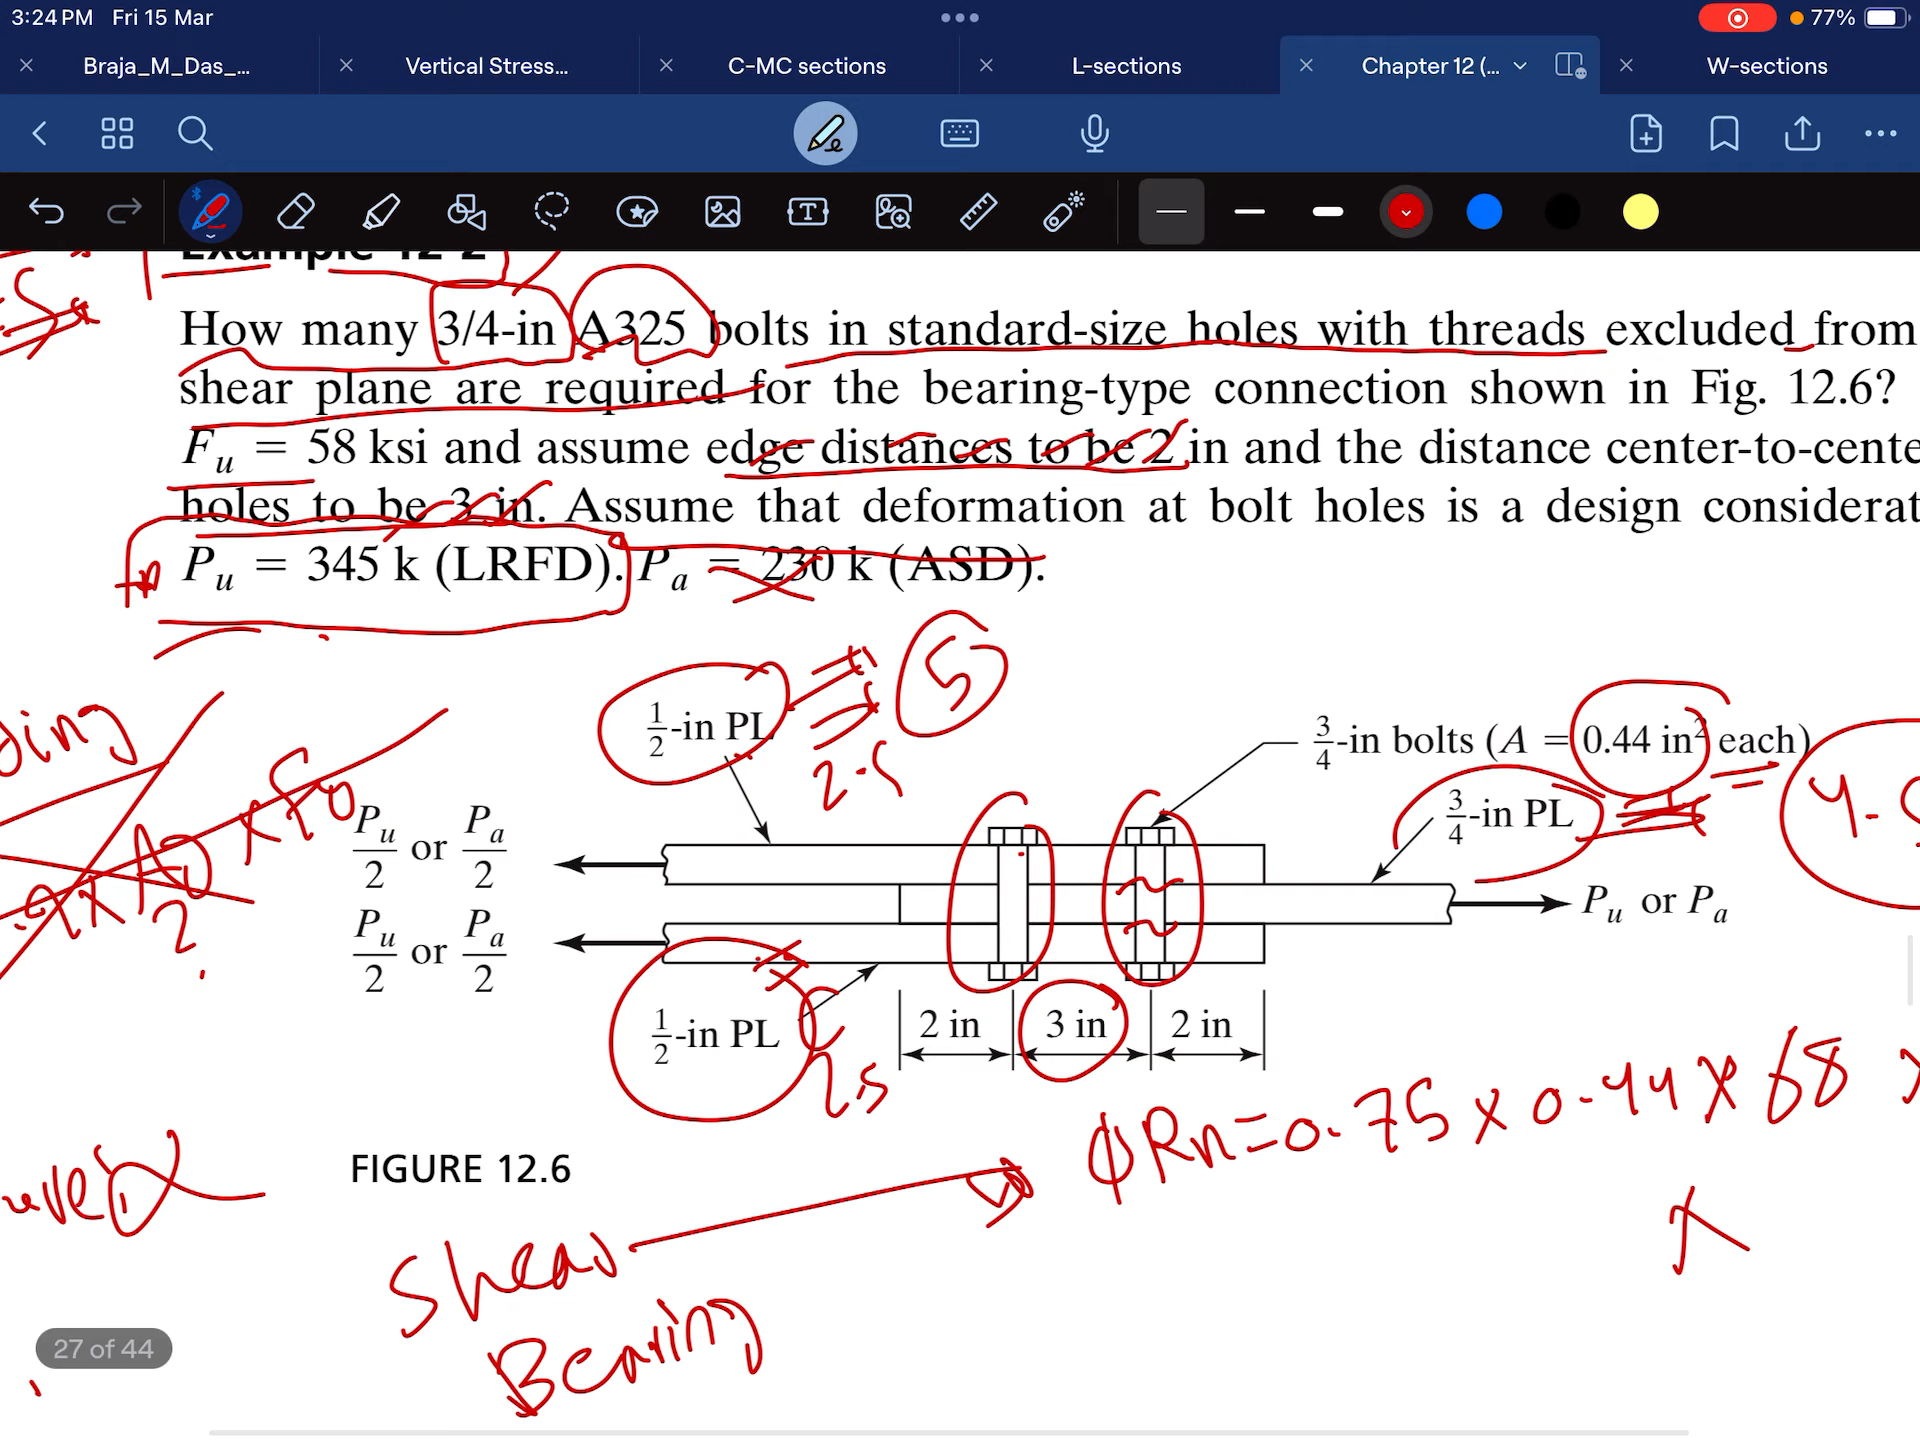 3:24 PM Fri 15 Mar
77%
Braja_M_Das_...
Vertical Stress...
C-MC sections
L-sections
Chapter 12 (...
W-sections
Example 12-2
How many 3/4-in A325 bolts in standard-size holes with threads excluded from
shear plane are required for the bearing-type connection shown in Fig. 12.6?
Fu = 58 ksi and assume edge distances to be 2 in and the distance center-to-cente
holes to be 3 in. Assume that deformation at bolt holes is a design considerat
Pu = 345 k (LRFD). Pa = 230 k (ASD).
5
1/2-in PL
2.5
3/4-in bolts (A = 0.44 in² each)
3/4-in PL
4.
Pu/2 or Pa/2
Pu/2 or Pa/2
Pu or Pa
1/2-in PL
2.5
2 in
3 in
2 in
ΦRn=0.75 x 0.44 x 68 x
FIGURE 12.6
Shear
Bearing
27 of 44